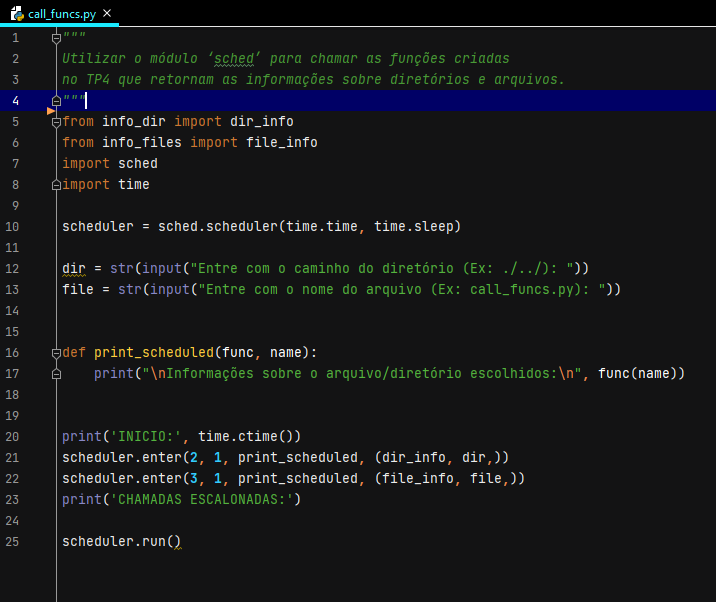 call_funcs.py
1 """
2 Utilizar o módulo ‘sched’ para chamar as funções criadas
3 no TP4 que retornam as informações sobre diretórios e arquivos.
4 """
5 from info_dir import dir_info
6 from info_files import file_info
7 import sched
8 import time
9
10 scheduler = sched.scheduler(time.time, time.sleep)
11
12 dir = str(input("Entre com o caminho do diretório (Ex: ./../): "))
13 file = str(input("Entre com o nome do arquivo (Ex: call_funcs.py): "))
14
15
16 def print_scheduled(func, name):
17     print("\nInformações sobre o arquivo/diretório escolhidos:\n", func(name))
18
19
20 print('INICIO:', time.ctime())
21 scheduler.enter(2, 1, print_scheduled, (dir_info, dir,))
22 scheduler.enter(3, 1, print_scheduled, (file_info, file,))
23 print('CHAMADAS ESCALONADAS:')
24
25 scheduler.run()